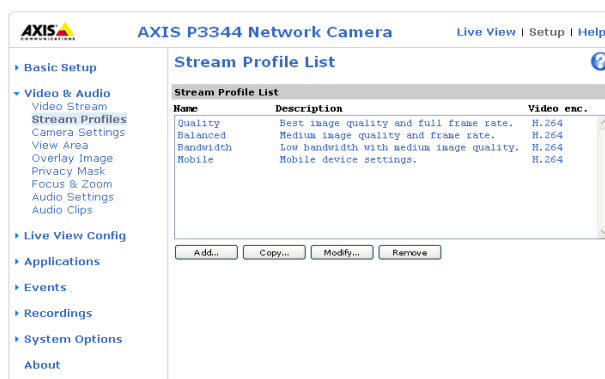 AXIS
COMMUNICATIONS
AXIS P3344 Network Camera
Live View | Setup | Help
Basic Setup
Video & Audio
Video Stream
Stream Profiles
Camera Settings
View Area
Overlay Image
Privacy Mask
Focus & Zoom
Audio Settings
Audio Clips
Live View Config
Applications
Events
Recordings
System Options
About
Stream Profile List
?
Stream Profile List
Name Description Video enc.
Quality Best image quality and full frame rate. H.264
Balanced Medium image quality and frame rate. H.264
Bandwidth Low bandwidth with medium image quality. H.264
Mobile Mobile device settings. H.264
Add... Copy... Modify... Remove